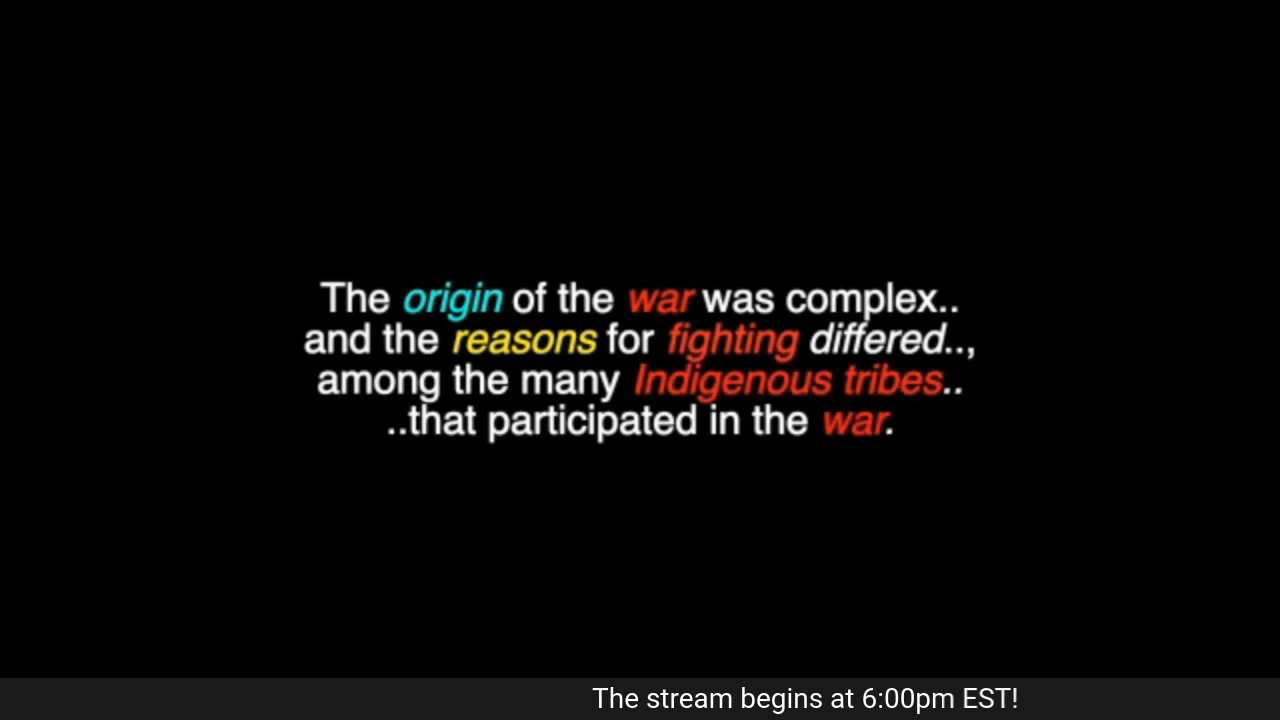 The origin of the war was complex..
and the reasons for fighting differed..,
among the many Indigenous tribes..
..that participated in the war.
The stream begins at 6:00pm EST!